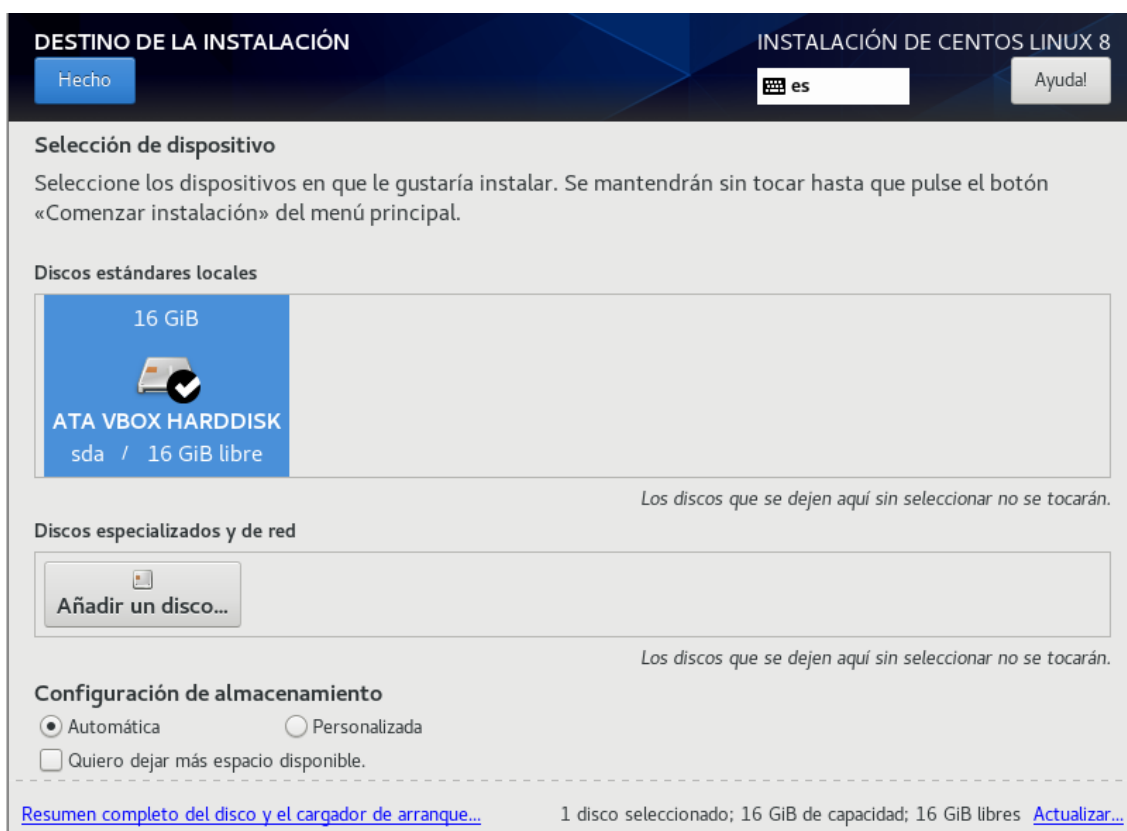 DESTINO DE LA INSTALACIÓN
INSTALACIÓN DE CENTOS LINUX 8
Hecho
es
Ayuda!
Selección de dispositivo
Seleccione los dispositivos en que le gustaría instalar. Se mantendrán sin tocar hasta que pulse el botón
«Comenzar instalación» del menú principal.
Discos estándares locales
16 GiB
ATA VBOX HARDDISK
sda / 16 GiB libre
Los discos que se dejen aquí sin seleccionar no se tocarán.
Discos especializados y de red
Añadir un disco...
Los discos que se dejen aquí sin seleccionar no se tocarán.
Configuración de almacenamiento
Automática Personalizada
Quiero dejar más espacio disponible.
Resumen completo del disco y el cargador de arranque... 1 disco seleccionado; 16 GiB de capacidad; 16 GiB libres Actualizar...